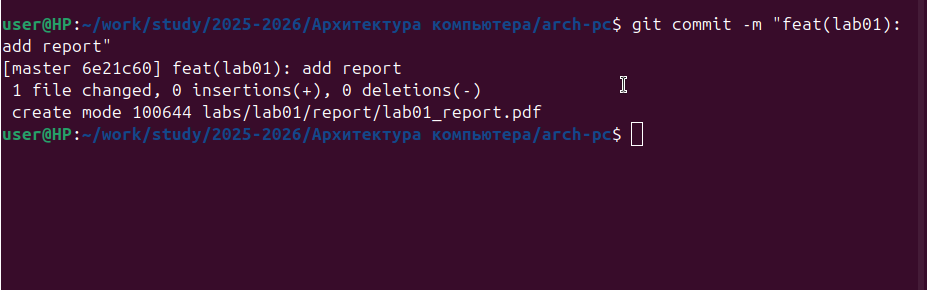 user@HP:~/work/study/2025-2026/Архитектура компьютера/arch-pc$ git commit -m "feat(lab01):
add report"
[master 6e21c60] feat(lab01): add report
 1 file changed, 0 insertions(+), 0 deletions(-)
 create mode 100644 labs/lab01/report/lab01_report.pdf
user@HP:~/work/study/2025-2026/Архитектура компьютера/arch-pc$